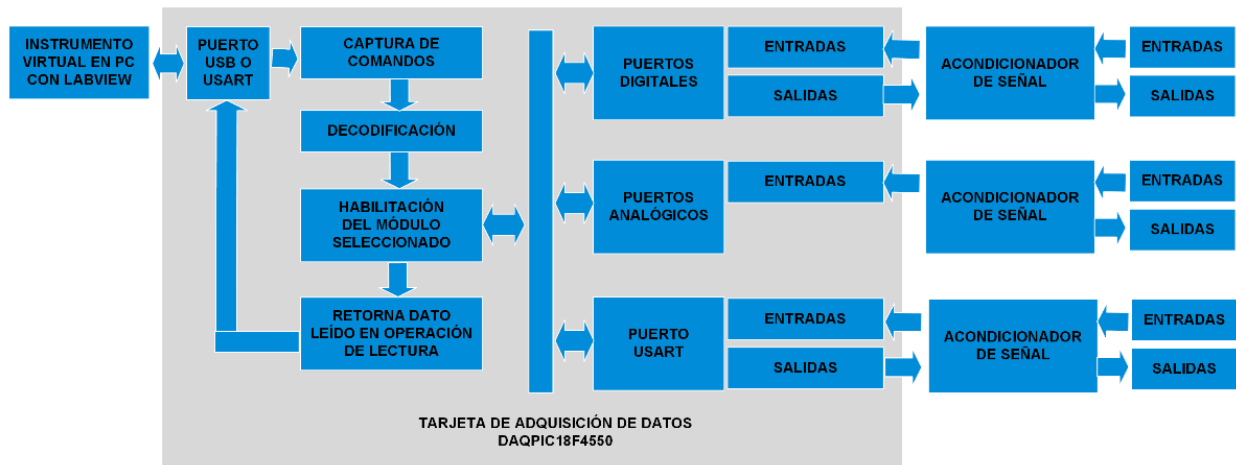 INSTRUMENTO
VIRTUAL EN PC
CON LABVIEW
PUERTO
USB O
USART
CAPTURA DE
COMANDOS
DECODIFICACIÓN
HABILITACIÓN
DEL MÓDULO
SELECCIONADO
RETORNA DATO
LEÍDO EN OPERACIÓN
DE LECTURA
PUERTOS
DIGITALES
ENTRADAS
SALIDAS
ACONDICIONADOR
DE SEÑAL
ENTRADAS
SALIDAS
PUERTOS
ANALÓGICOS
ENTRADAS
ACONDICIONADOR
DE SEÑAL
ENTRADAS
SALIDAS
PUERTO
USART
ENTRADAS
SALIDAS
ACONDICIONADOR
DE SEÑAL
ENTRADAS
SALIDAS
TARJETA DE ADQUISICIÓN DE DATOS
DAQPIC18F4550